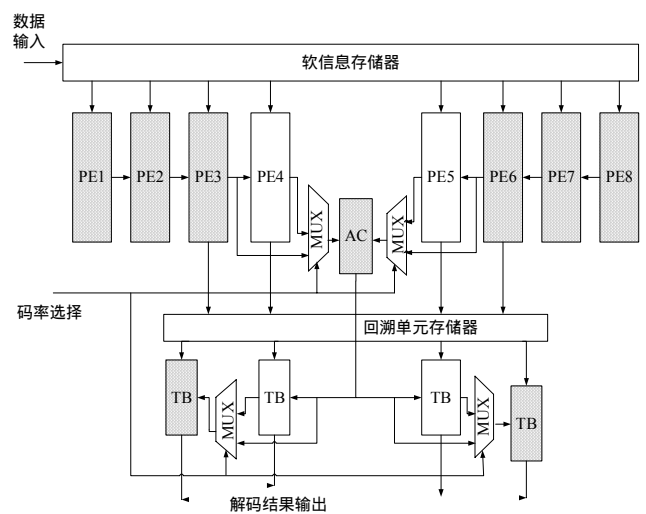 数据
输入
软信息存储器
PE1
PE2
PE3
PE4
PE5
PE6
PE7
PE8
MUX
AC
MUX
码率选择
回溯单元存储器
TB
MUX
TB
TB
MUX
TB
解码结果输出